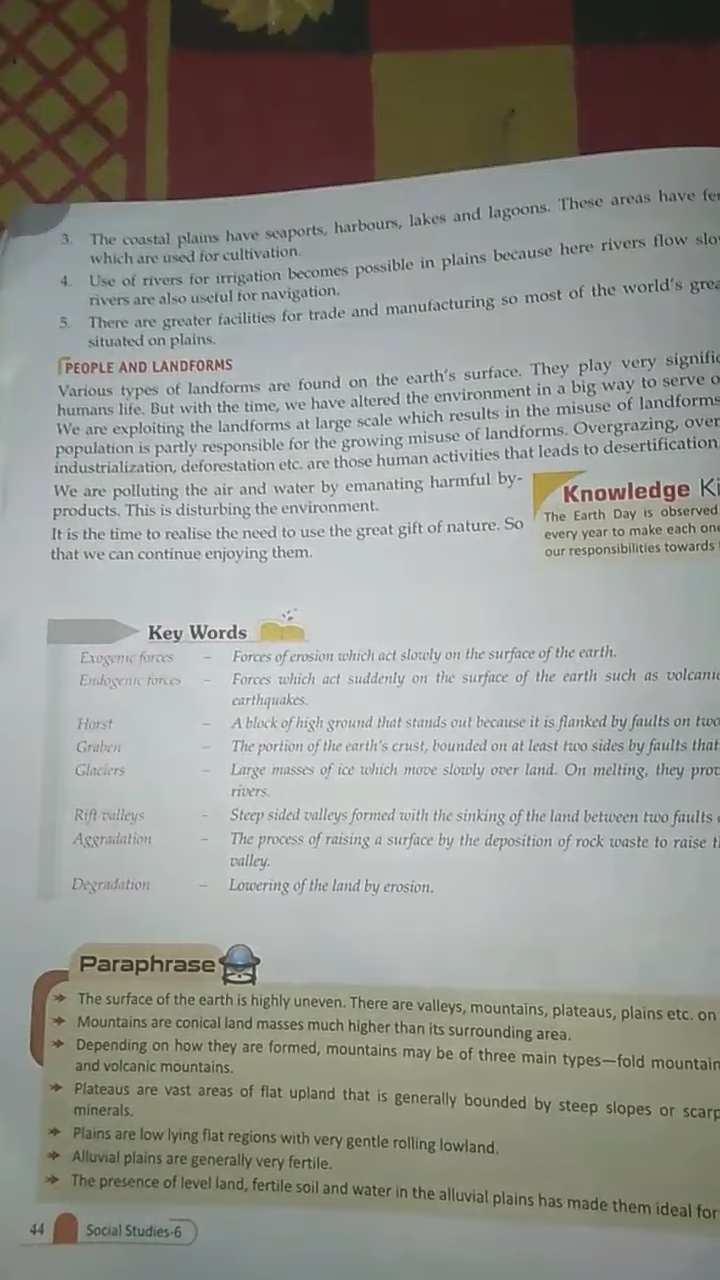 3. The coastal plains have seaports, harbours, lakes and lagoons. These areas have
which are used for cultivation.
4. Use of rivers for irrigation becomes possible in plains because here rivers flow
rivers are also useful for navigation.
5. There are greater facilities for trade and manufacturing so most of the world's
situated on plains.
PEOPLE AND LANDFORMS
Various types of landforms are found on the earth's surface. They play very
humans life. But with the time, we have altered the environment in a big way to serve
We are exploiting the landforms at large scale which results in the misuse of landforms
population is partly responsible for the growing misuse of landforms. Overgrazing, over
industrialization, deforestation etc. are those human activities that leads to desertification
We are polluting the air and water by emanating harmful by-
products. This is disturbing the environment.
It is the time to realise the need to use the great gift of nature. So
that we can continue enjoying them.
Knowledge
The Earth Day is observed
every year to make each
our responsibilities towards
Key Words
Exogenic forces – Forces of erosion which act slowly on the surface of the earth.
Endogenic forces – Forces which act suddenly on the surface of the earth such as
earthquakes.
Horst – A block of high ground that stands out because it is flanked by faults on two
Graben – The portion of the earth's crust, bounded on at least two sides by faults that
Glaciers – Large masses of ice which move slowly over land. On melting, they
rivers.
Rift valleys – Steep sided valleys formed with the sinking of the land between two faults
Aggradation – The process of raising a surface by the deposition of rock waste to raise
valley.
Degradation – Lowering of the land by erosion.
Paraphrase
The surface of the earth is highly uneven. There are valleys, mountains, plateaus, plains etc. on
Mountains are conical land masses much higher than its surrounding area.
Depending on how they are formed, mountains may be of three main types—fold
and volcanic mountains.
Plateaus are vast areas of flat upland that is generally bounded by steep slopes or
minerals.
Plains are low lying flat regions with very gentle rolling lowland.
Alluvial plains are generally very fertile.
The presence of level land, fertile soil and water in the alluvial plains has made them ideal for
44 Social Studies-6